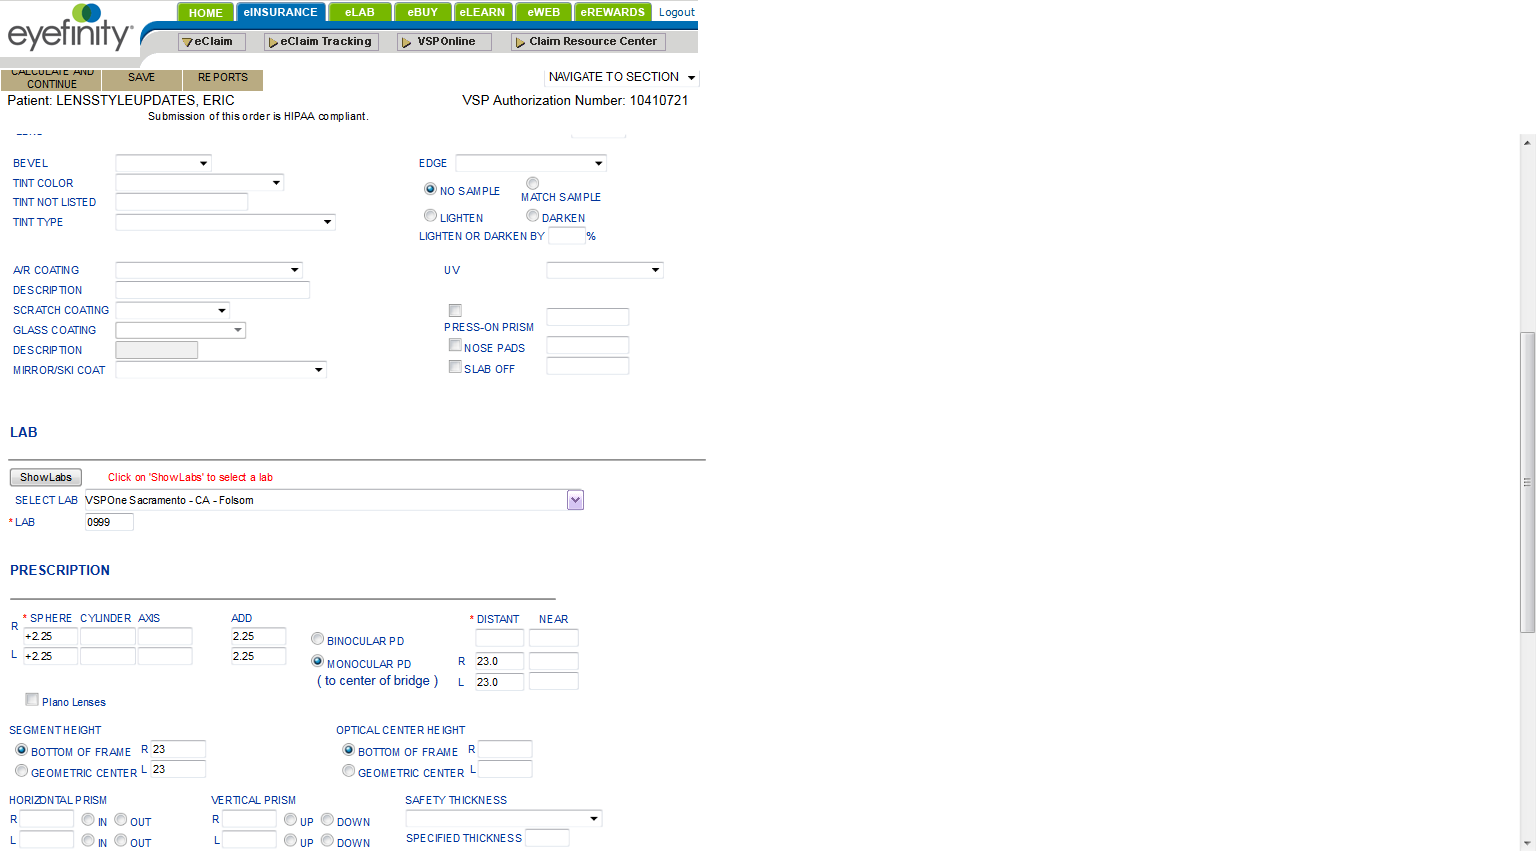 eyefinity
HOME eINSURANCE eLAB eBUY eLEARN eWEB eREWARDS Logout
eClaim eClaim Tracking VSPOnline Claim Resource Center
CALCULATE AND CONTINUE SAVE REPORTS NAVIGATE TO SECTION
Patient: LENSSTYLEUPDATES, ERIC VSP Authorization Number: 10410721
Submission of this order is HIPAA compliant.
BEVEL EDGE
TINT COLOR
NO SAMPLE MATCH SAMPLE
TINT NOT LISTED
TINT TYPE LIGHTEN DARKEN
LIGHTEN OR DARKEN BY %
A/R COATING UV
DESCRIPTION
SCRATCH COATING
GLASS COATING PRESS-ON PRISM
DESCRIPTION NOSE PADS
MIRROR/SKI COAT SLAB OFF
LAB
Show Labs Click on 'Show Labs' to select a lab
SELECT LAB VSPOne Sacramento - CA - Folsom
* LAB 0999
PRESCRIPTION
* SPHERE CYLINDER AXIS ADD * DISTANT NEAR
R +2.25 2.25 BINOCULAR PD
L +2.25 2.25 MONOCULAR PD R 23.0
( to center of bridge ) L 23.0
Plano Lenses
SEGMENT HEIGHT OPTICAL CENTER HEIGHT
BOTTOM OF FRAME R 23 BOTTOM OF FRAME R
GEOMETRIC CENTER L 23 GEOMETRIC CENTER L
HORIZONTAL PRISM VERTICAL PRISM SAFETY THICKNESS
R IN OUT R UP DOWN
L IN OUT L UP DOWN SPECIFIED THICKNESS